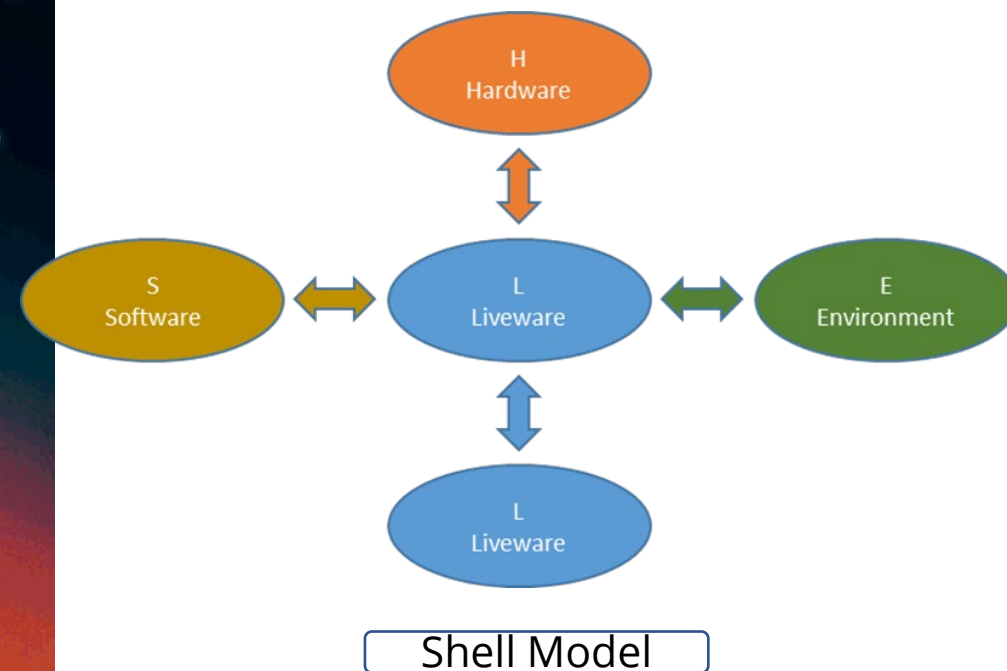 H
Hardware
S
Software
L
Liveware
E
Environment
L
Liveware
Shell Model